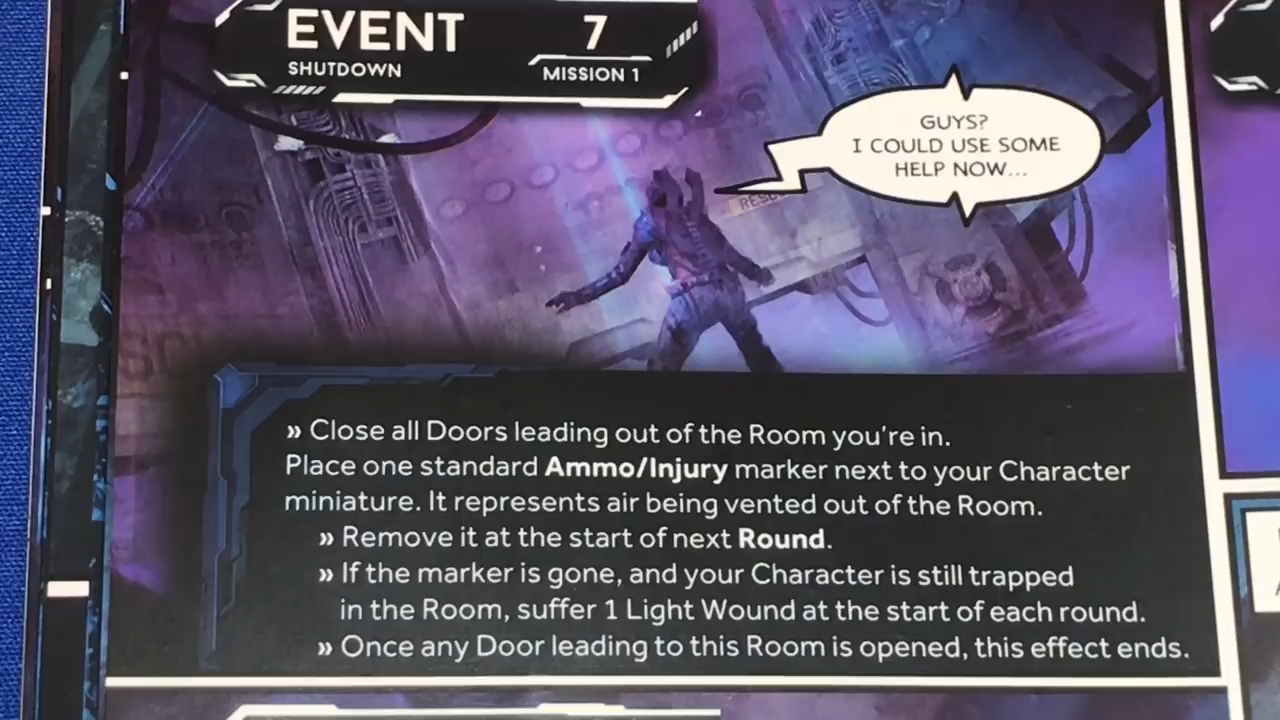 EVENT
SHUTDOWN
7
MISSION 1
GUYS?
I COULD USE SOME
HELP NOW...
» Close all Doors leading out of the Room you're in.
Place one standard Ammo/Injury marker next to your Character
miniature. It represents air being vented out of the Room.
» Remove it at the start of next Round.
» If the marker is gone, and your Character is still trapped
in the Room, suffer 1 Light Wound at the start of each round.
» Once any Door leading to this Room is opened, this effect ends.